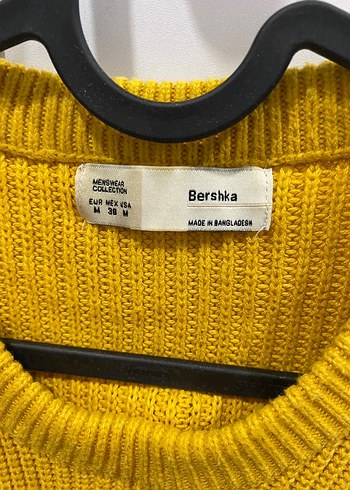 MENSWEAR
COLLECTION
EUR MEX USA
M 38 M
Bershka
MADE IN BANGLADESH